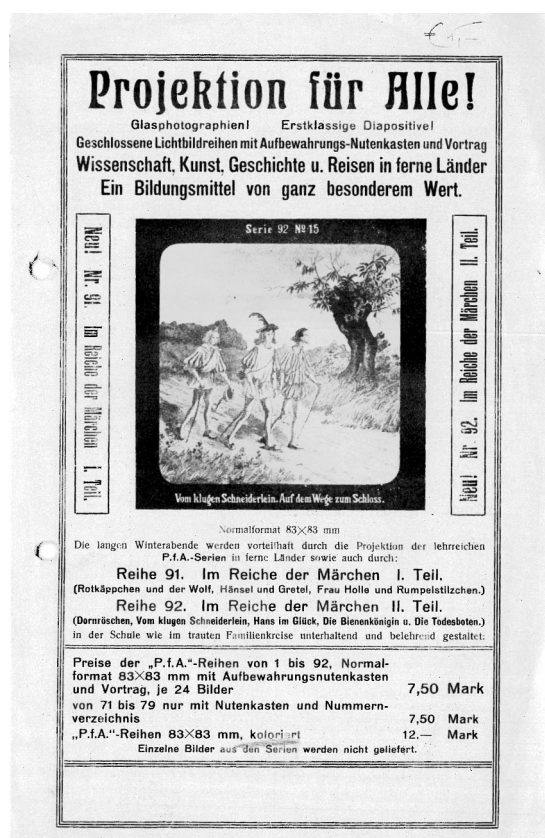 Projektion für Alle!
Glasphotographien! Erstklassige Diapositive!
Geschlossene Lichtbildreihen mit Aufbewahrungs-Nutenkasten und Vortrag
Wissenschaft, Kunst, Geschichte u. Reisen in ferne Länder
Ein Bildungsmittel von ganz besonderem Wert.
Neu! Nr. 91. Im Reiche der Märchen I. Teil.
Serie 92 No 15
Vom klugen Schneiderlein. Auf dem Wege zum Schloss.
Neu! Nr. 92. Im Reiche der Märchen II. Teil.
Normalformat 83×83 mm
Die langen Winterabende werden vorteilhaft durch die Projektion der lehrreichen
P.f.A.-Serien in ferne Länder sowie auch durch:
Reihe 91. Im Reiche der Märchen I. Teil.
(Rotkäppchen und der Wolf, Hänsel und Gretel, Frau Holle und Rumpelstilzchen.)
Reihe 92. Im Reiche der Märchen II. Teil.
(Dornröschen, Vom klugen Schneiderlein, Hans im Glück, Die Bienenkönigin u. Die Todesboten.)
in der Schule wie im trauten Familienkreise unterhaltend und belehrend gestaltet.
Preise der „P.f.A."-Reihen von 1 bis 92, Normal-
format 83×83 mm mit Aufbewahrungsnutenkasten
und Vortrag, je 24 Bilder 7,50 Mark
von 71 bis 79 nur mit Nutenkasten und Nummern-
verzeichnis 7,50 Mark
„P.f.A."-Reihen 83×83 mm, koloriert 12.— Mark
Einzelne Bilder aus den Serien werden nicht geliefert.